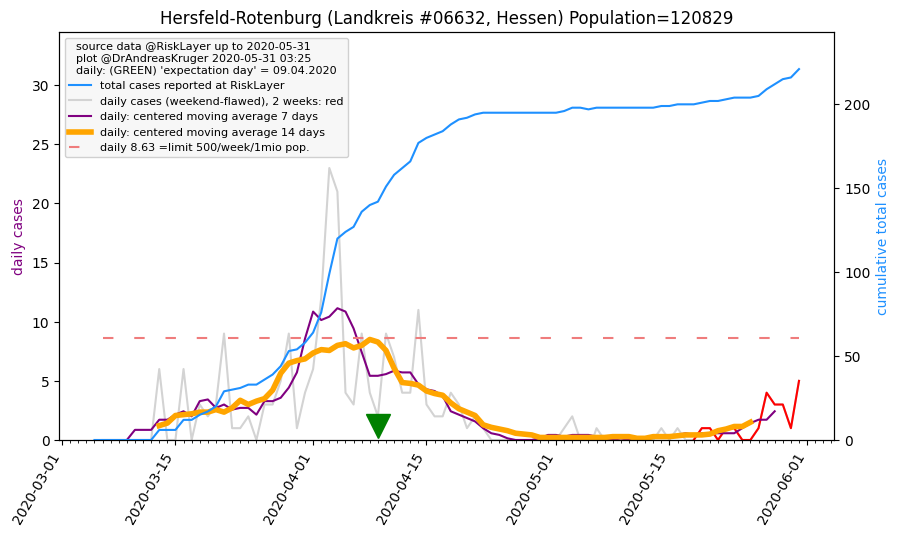 Hersfeld-Rotenburg (Landkreis #06632, Hessen) Population=120829
source data @RiskLayer up to 2020-05-31
plot @DrAndreasKruger 2020-05-31 03:25
daily: (GREEN) 'expectation day' = 09.04.2020
total cases reported at RiskLayer
daily cases (weekend-flawed), 2 weeks: red
daily: centered moving average 7 days
daily: centered moving average 14 days
daily 8.63 =limit 500/week/1mio pop.
daily cases
30
25
20
15
10
5
0
cumulative total cases
200
150
100
50
0
2020-03-01
2020-03-15
2020-04-01
2020-04-15
2020-05-01
2020-05-15
2020-06-01